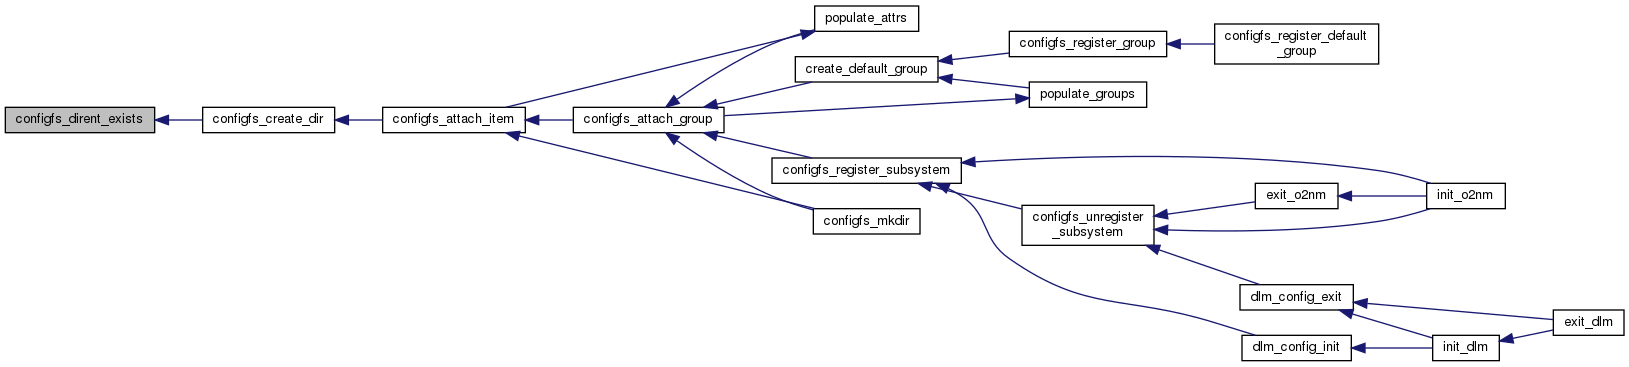 configfs_dirent_exists
configfs_create_dir
configfs_attach_item
configfs_attach_group
populate_attrs
create_default_group
configfs_register_group
configfs_register_default
_group
populate_groups
configfs_register_subsystem
configfs_mkdir
configfs_unregister
_subsystem
exit_o2nm
init_o2nm
dlm_config_exit
dlm_config_init
init_dlm
exit_dlm